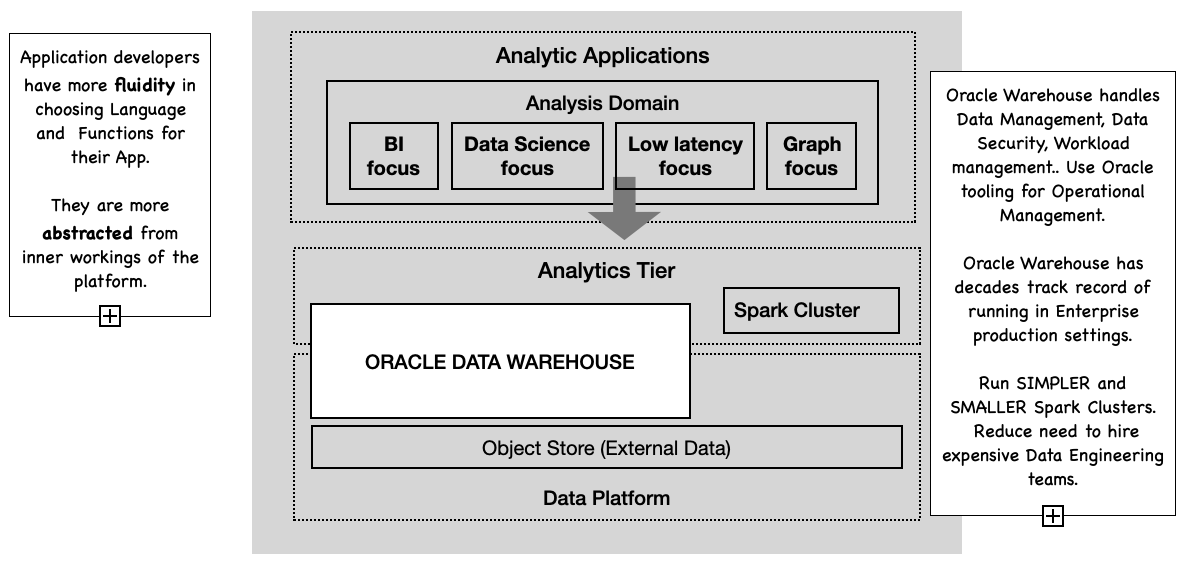 Application developers
have more fluidity in
choosing Language
and Functions for
their App.
They are more
abstracted from
inner workings of the
platform.
Analytic Applications
Analysis Domain
BI
focus
Data Science
focus
Low latency
focus
Graph
focus
Analytics Tier
Spark Cluster
ORACLE DATA WAREHOUSE
Object Store (External Data)
Data Platform
Oracle Warehouse handles
Data Management, Data
Security, Workload
management.. Use Oracle
tooling for Operational
Management.
Oracle Warehouse has
decades track record of
running in Enterprise
production settings.
Run SIMPLER and
SMALLER Spark Clusters.
Reduce need to hire
expensive Data Engineering
teams.